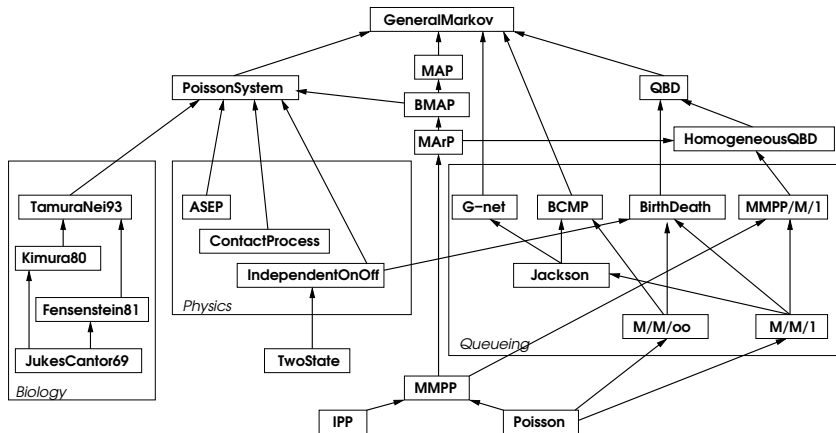 GeneralMarkov
MAP
PoissonSystem
QBD
BMAP
MArP
HomogeneousQBD
TamuraNei93
ASEP
G-net
BCMP
BirthDeath
MMPP/M/1
ContactProcess
Kimura80
IndependentOnOff
Jackson
Physics
Fensenstein81
M/M/oo
M/M/1
Queueing
JukesCantor69
TwoState
Biology
MMPP
IPP
Poisson